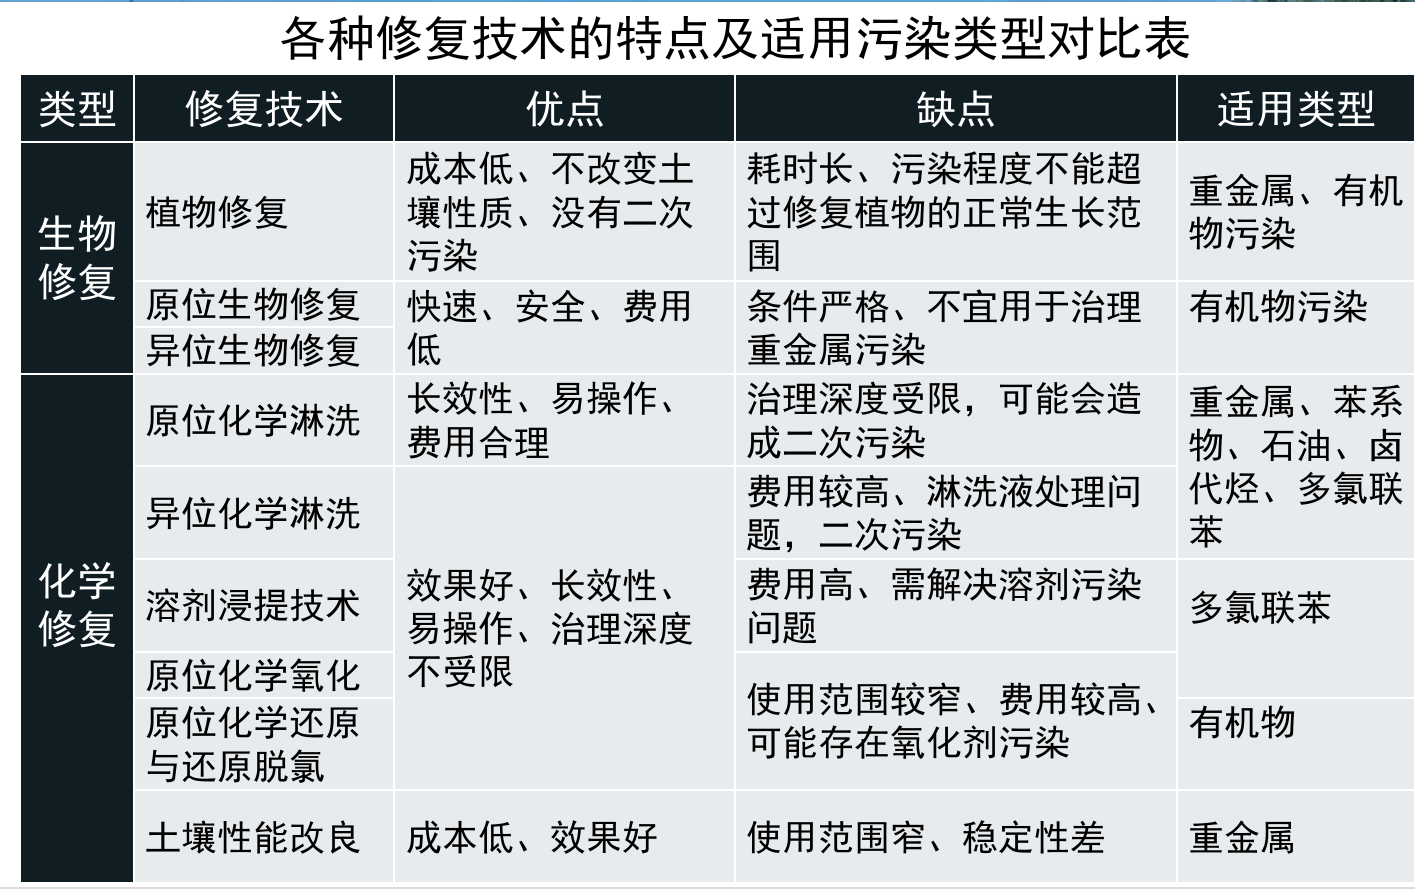 各种修复技术的特点及适用污染类型对比表
类型
修复技术
优点
缺点
适用类型
生物
修复
植物修复
成本低、不改变土
壤性质、没有二次
污染
耗时长、污染程度不能超
过修复植物的正常生长范
围
重金属、有机
物污染
原位生物修复
异位生物修复
快速、安全、费用
低
条件严格、不宜用于治理
重金属污染
有机物污染
化学
修复
原位化学淋洗
长效性、易操作、
费用合理
治理深度受限，可能会造
成二次污染
重金属、苯系
物、石油、卤
代烃、多氯联
苯
异位化学淋洗
效果好、长效性、
易操作、治理深度
不受限
费用较高、淋洗液处理问
题，二次污染
溶剂浸提技术
费用高、需解决溶剂污染
问题
多氯联苯
原位化学氧化
原位化学还原
与还原脱氯
使用范围较窄、费用较高、
可能存在氧化剂污染
有机物
土壤性能改良
成本低、效果好
使用范围窄、稳定性差
重金属